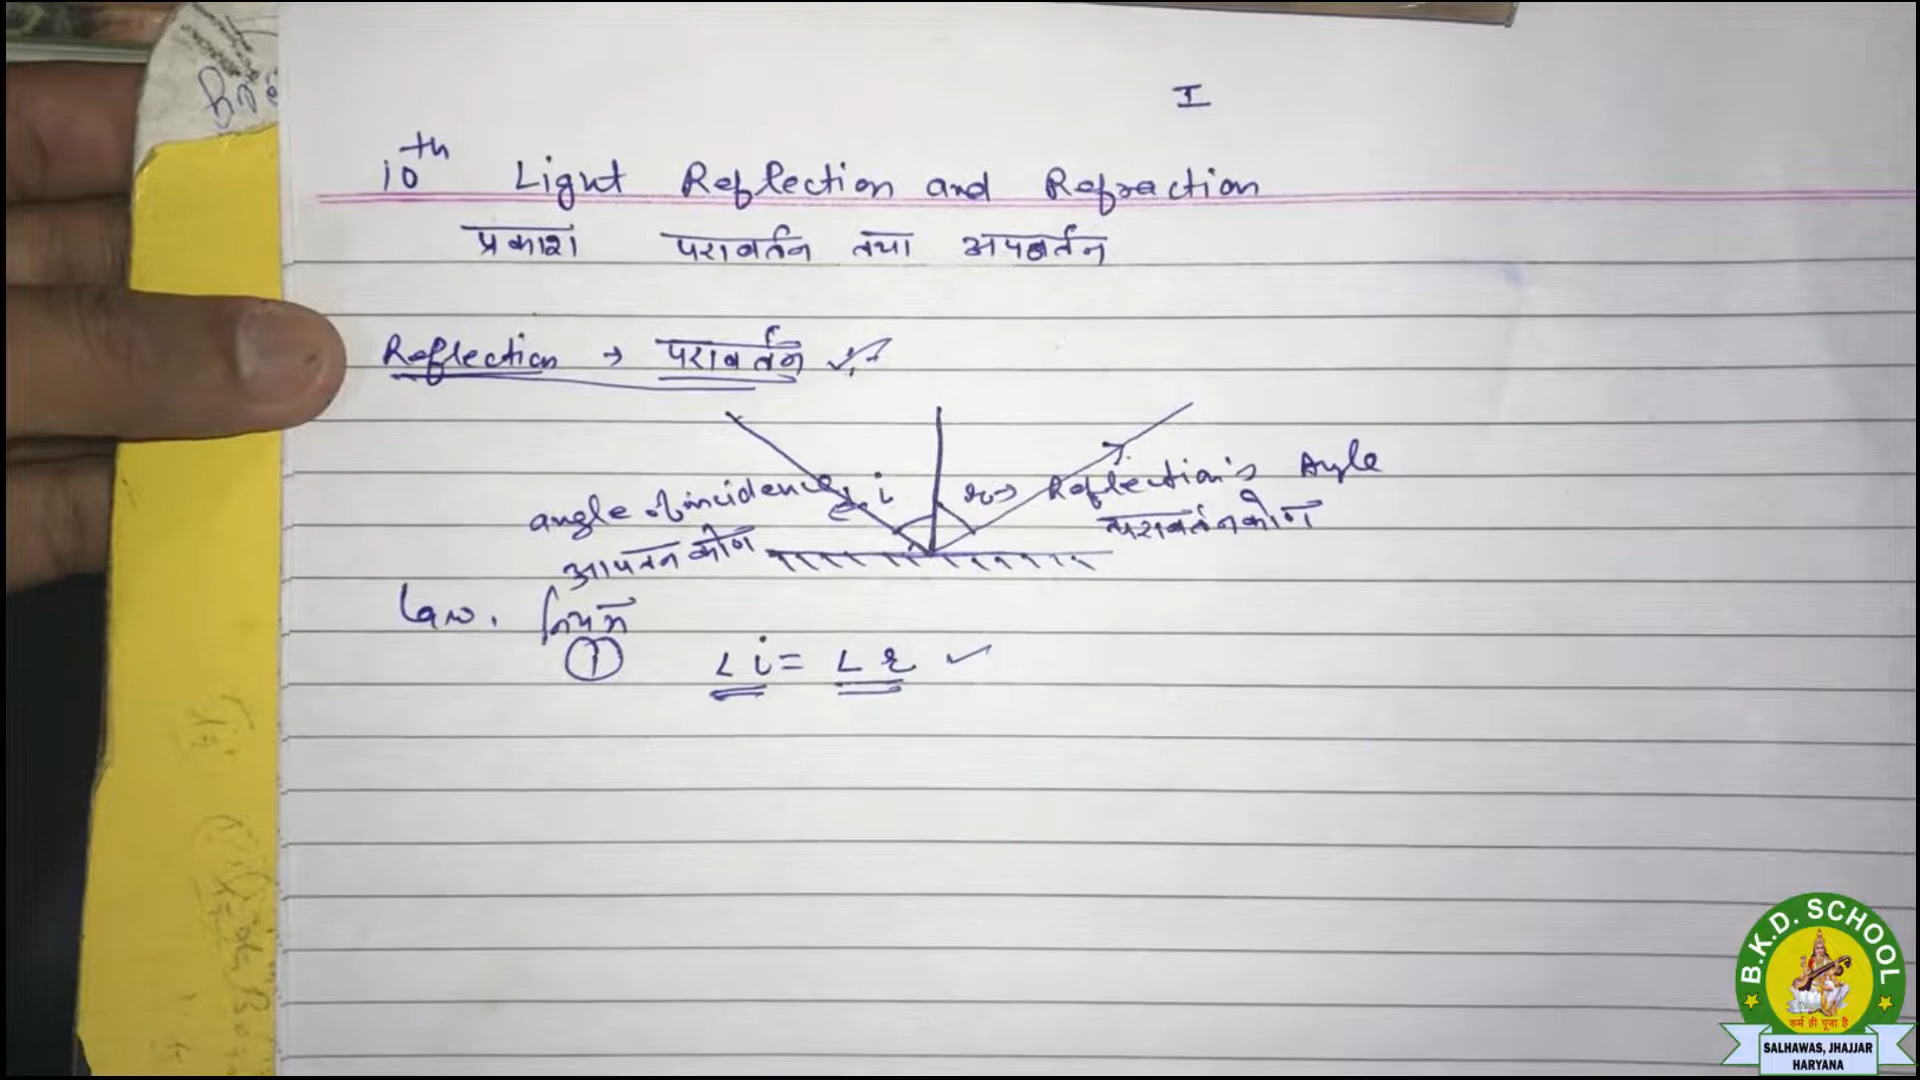 I
10th Light Reflection and Refraction
प्रकाश परावर्तन तथा अपवर्तन
Reflection → परावर्तन
angle of incidence i r→ Reflection's Angle
आपतन कोण परावर्तन कोण
Law. नियम
① ∠i = ∠r
B.K.D. SCHOOL
कर्म ही पूजा है
SALHAWAS, JHAJJAR
HARYANA